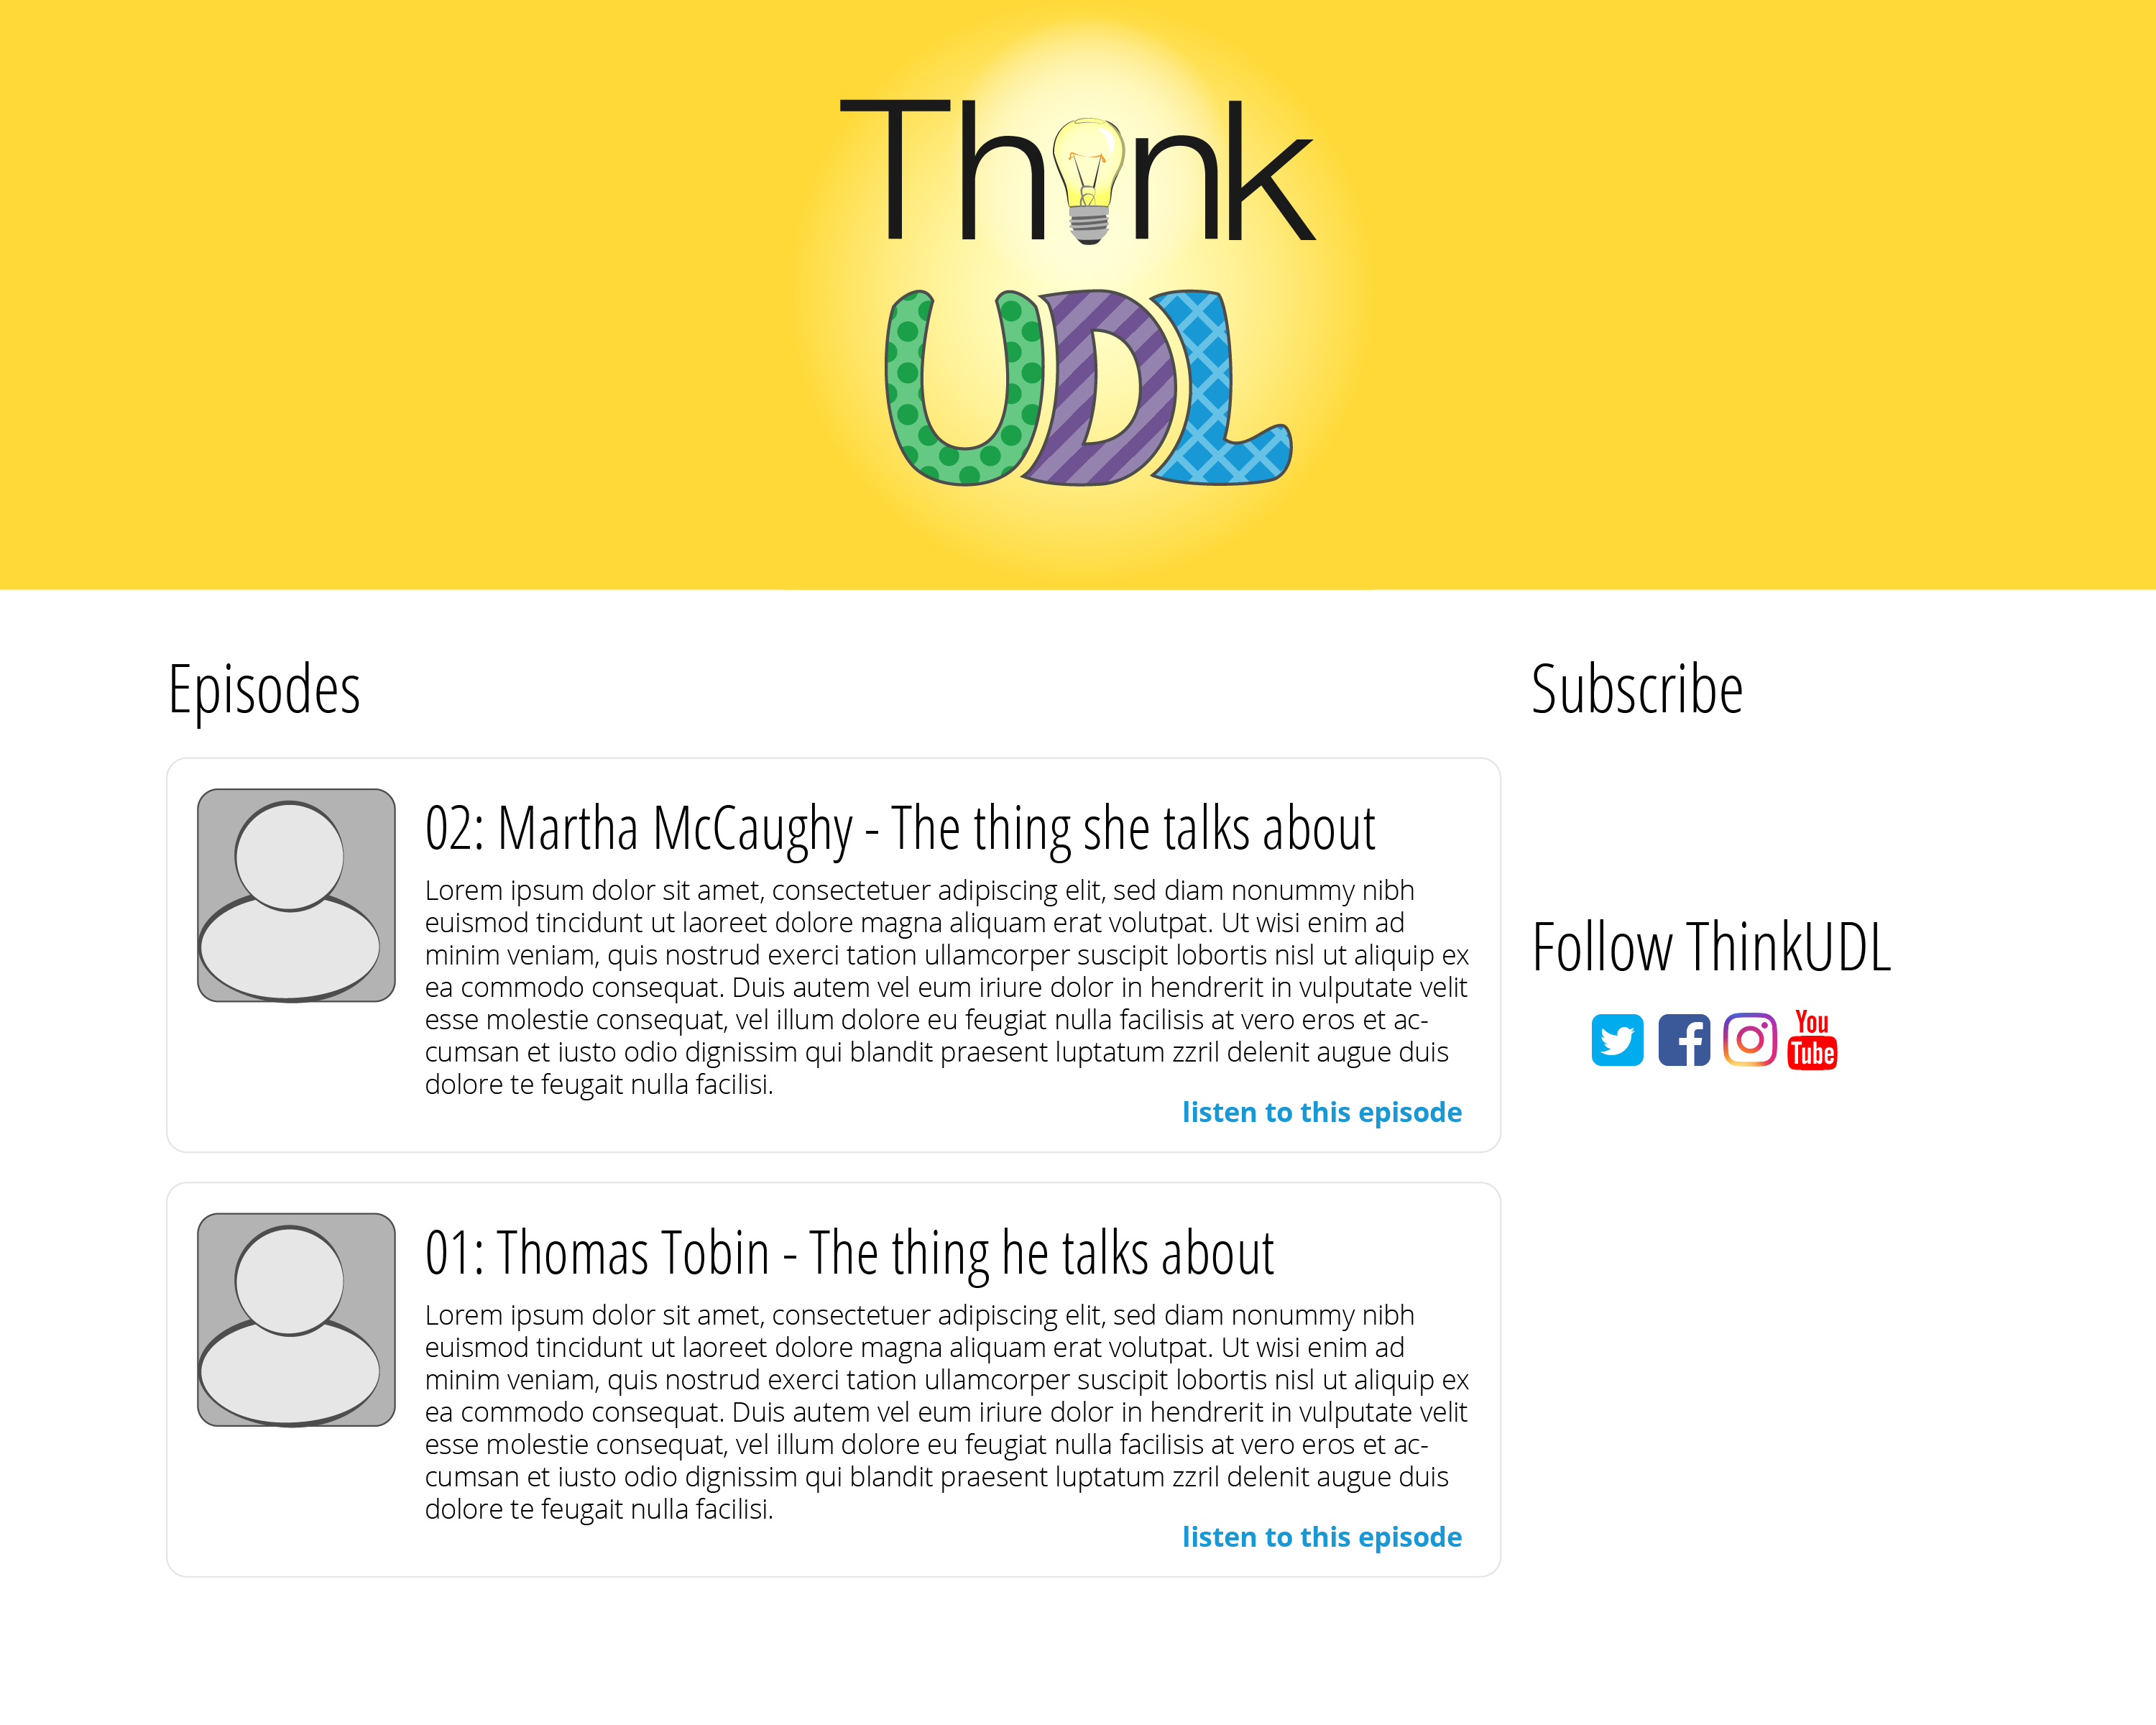 Think
UDL
Episodes
Subscribe
02: Martha McCaughy - The thing she talks about
Lorem ipsum dolor sit amet, consectetuer adipiscing elit, sed diam nonummy nibh
euismod tincidunt ut laoreet dolore magna aliquam erat volutpat. Ut wisi enim ad
minim veniam, quis nostrud exerci tation ullamcorper suscipit lobortis nisl ut aliquip ex
ea commodo consequat. Duis autem vel eum iriure dolor in hendrerit in vulputate velit
esse molestie consequat, vel illum dolore eu feugiat nulla facilisis at vero eros et ac-
cumsan et iusto odio dignissim qui blandit praesent luptatum zzril delenit augue duis
dolore te feugait nulla facilisi.
listen to this episode
Follow ThinkUDL
You
Tube
01: Thomas Tobin - The thing he talks about
Lorem ipsum dolor sit amet, consectetuer adipiscing elit, sed diam nonummy nibh
euismod tincidunt ut laoreet dolore magna aliquam erat volutpat. Ut wisi enim ad
minim veniam, quis nostrud exerci tation ullamcorper suscipit lobortis nisl ut aliquip ex
ea commodo consequat. Duis autem vel eum iriure dolor in hendrerit in vulputate velit
esse molestie consequat, vel illum dolore eu feugiat nulla facilisis at vero eros et ac-
cumsan et iusto odio dignissim qui blandit praesent luptatum zzril delenit augue duis
dolore te feugait nulla facilisi.
listen to this episode